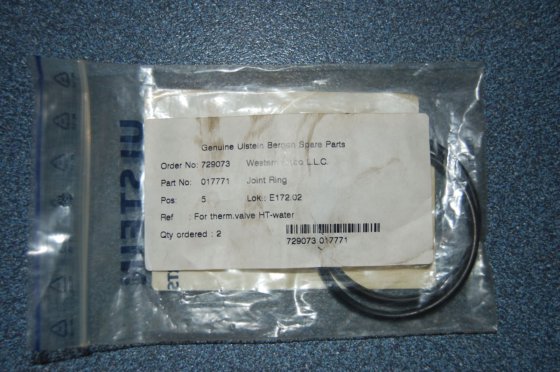 Genuine Ulstein Bergen Spare Parts
Order No: 729073 Western L.L.C.
Part No: 017771 Joint Ring
Pos: 5 Lok.: E172.02
Ref : For therm.valve HT-water
Qty ordered : 2
729073 017771